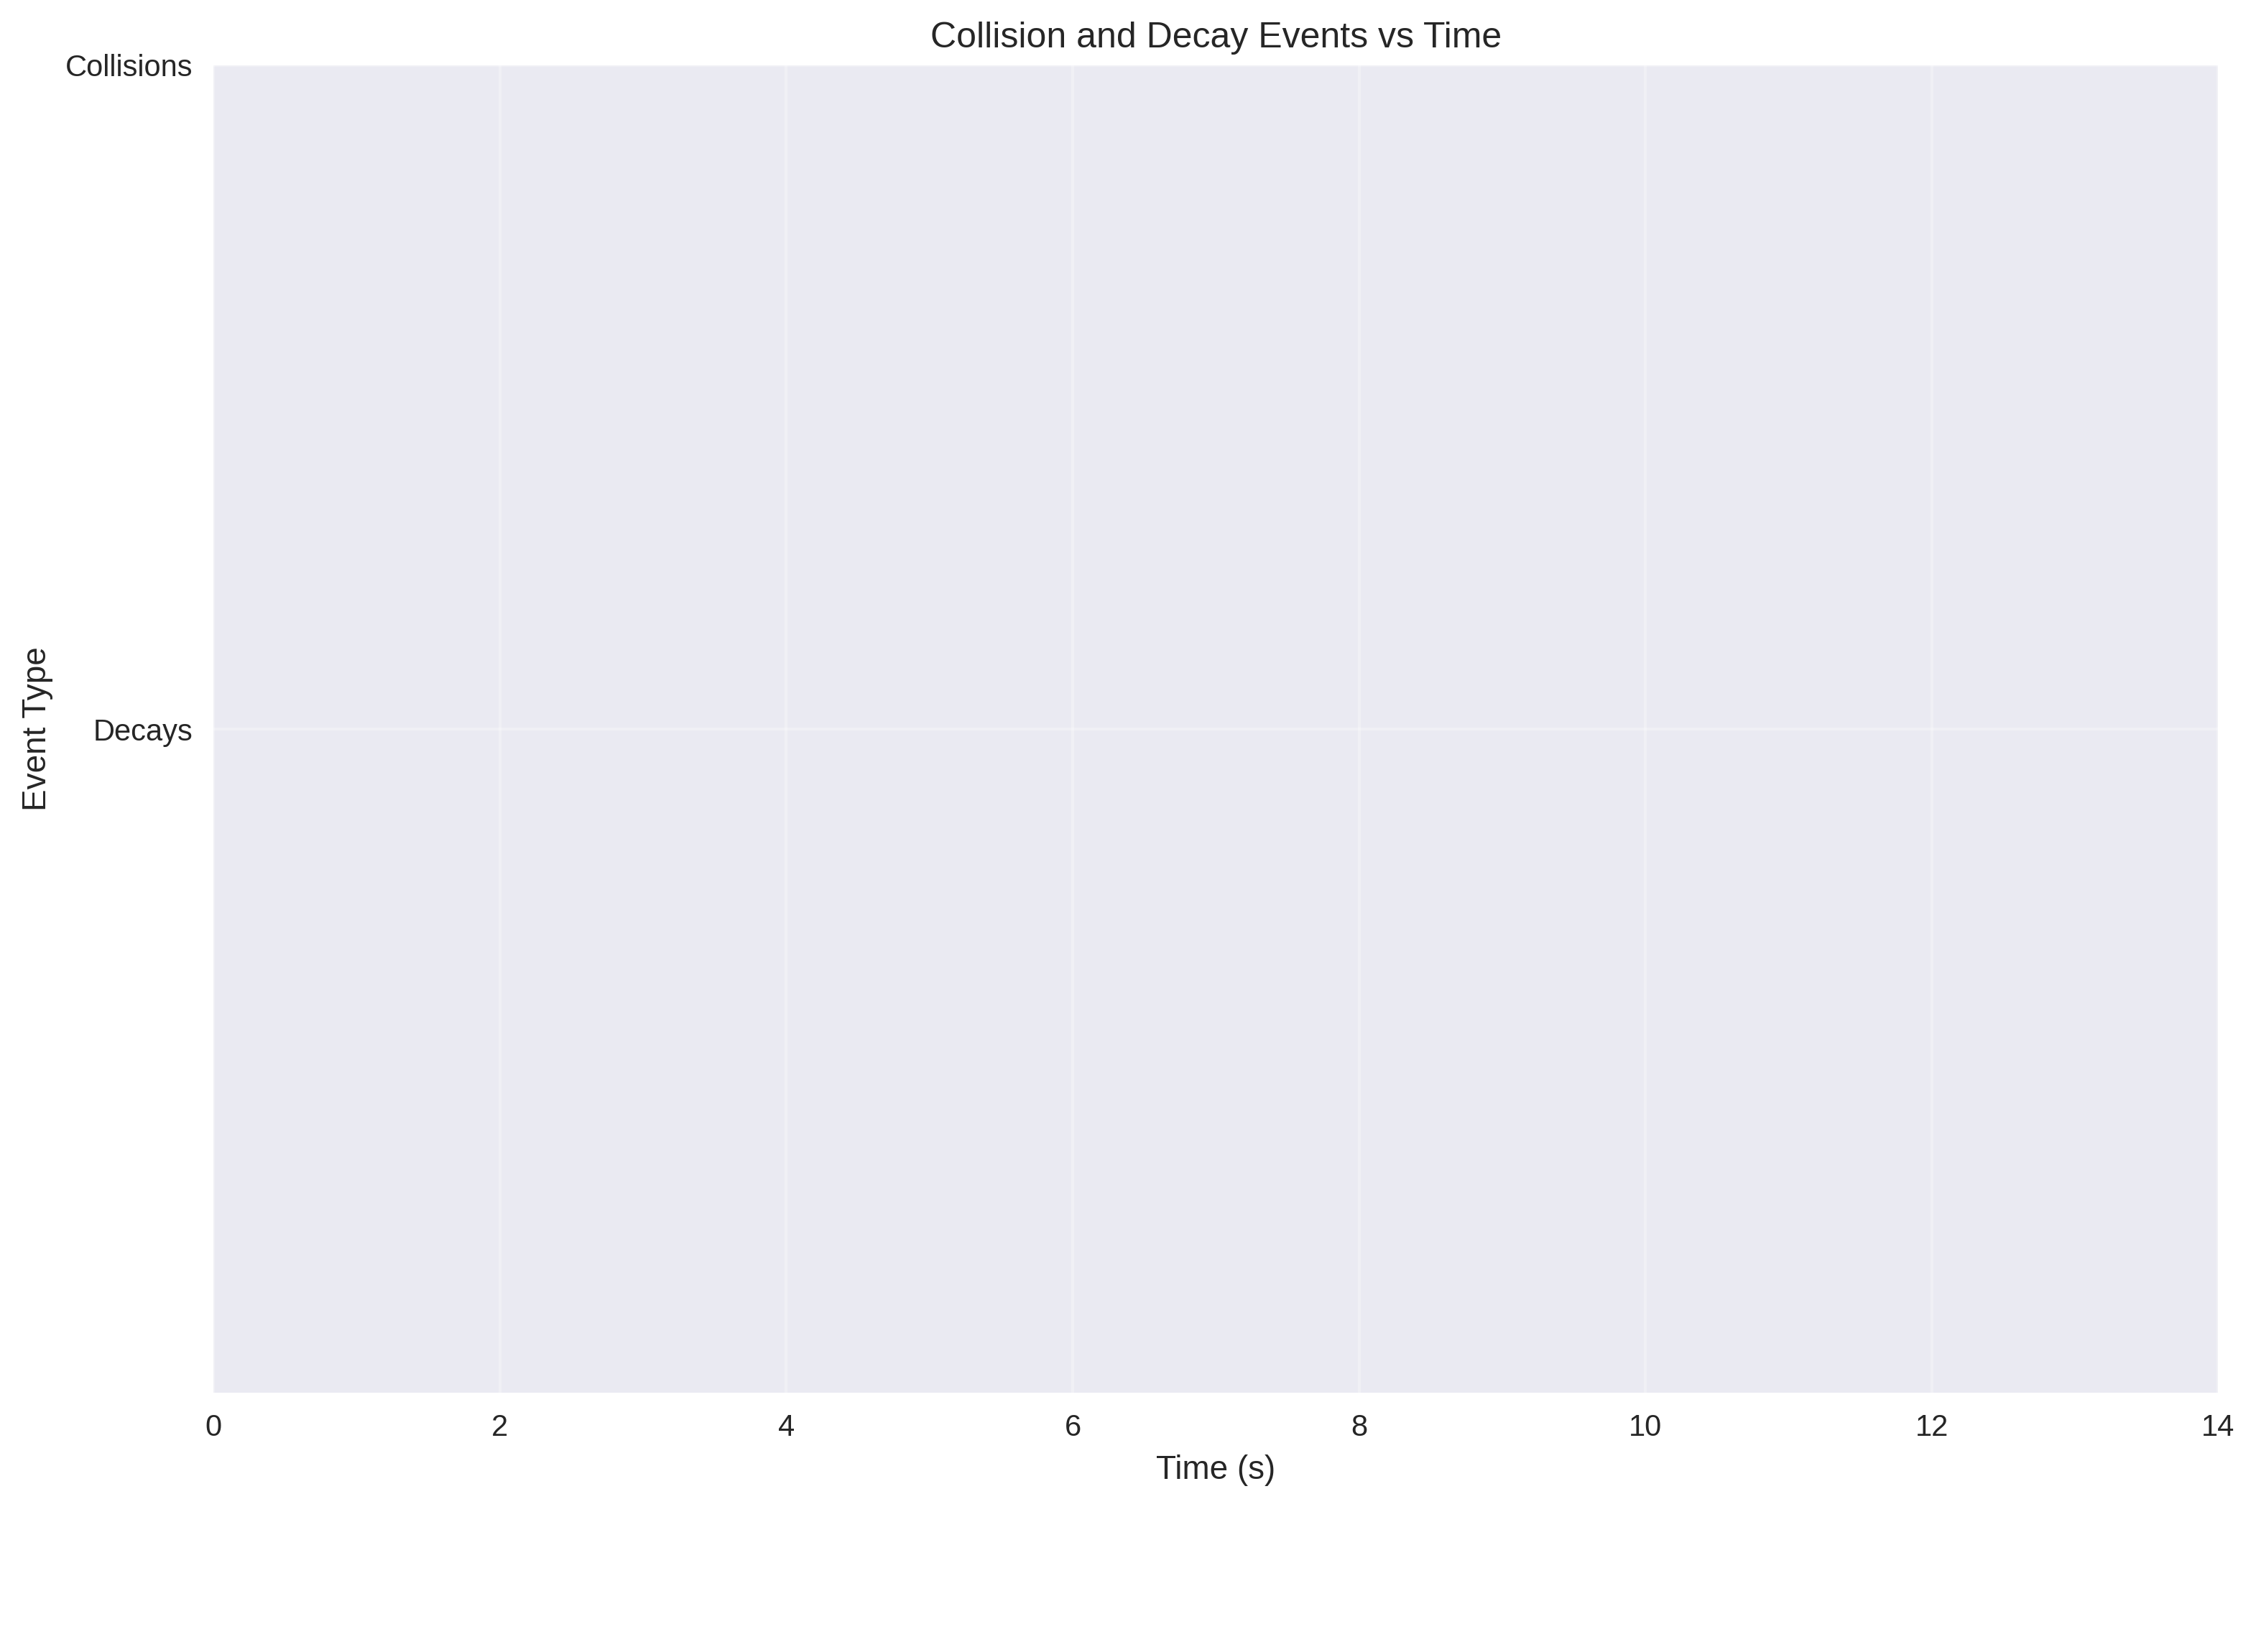 Collision and Decay Events vs Time
Collisions
Event Type
Decays
0 2 4 6 8 10 12 14
Time (s)